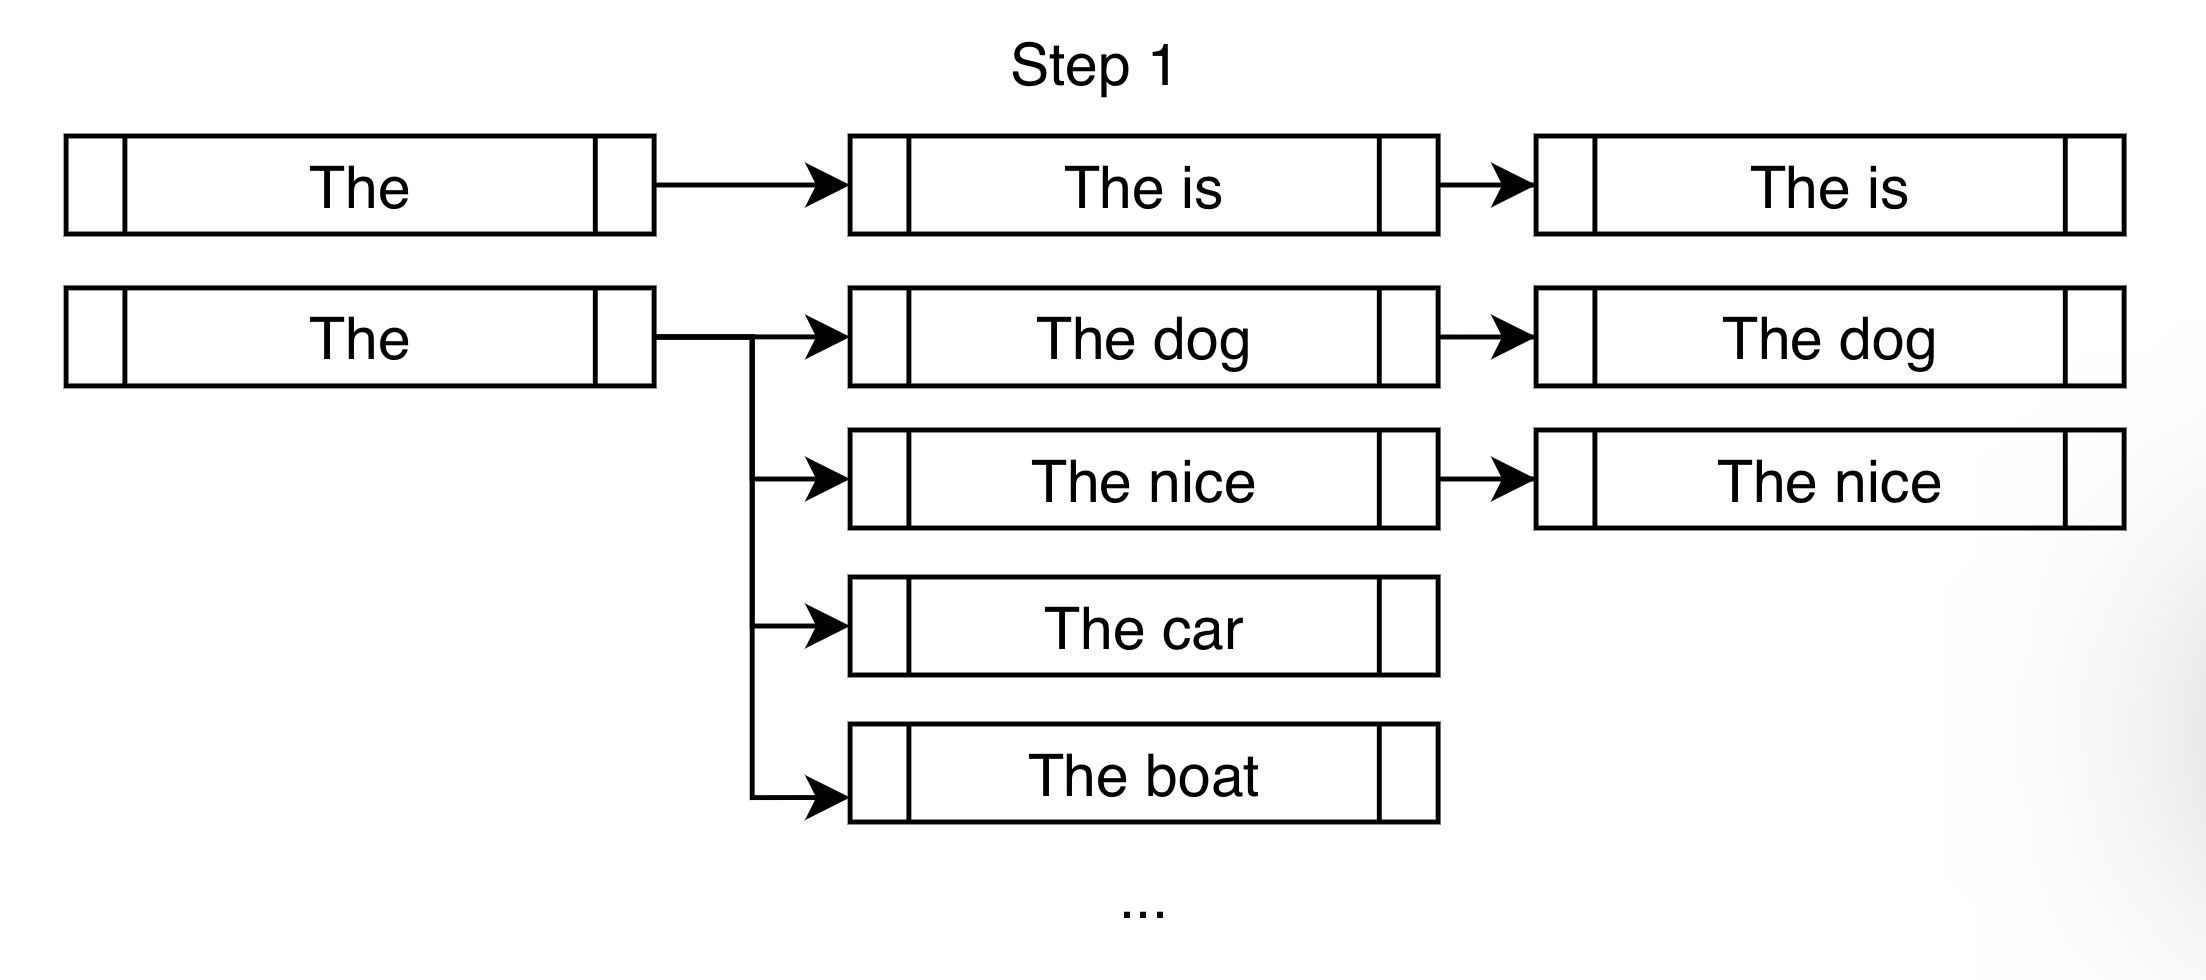 Step 1
The
The is
The is
The
The dog
The dog
The nice
The nice
The car
The boat
...